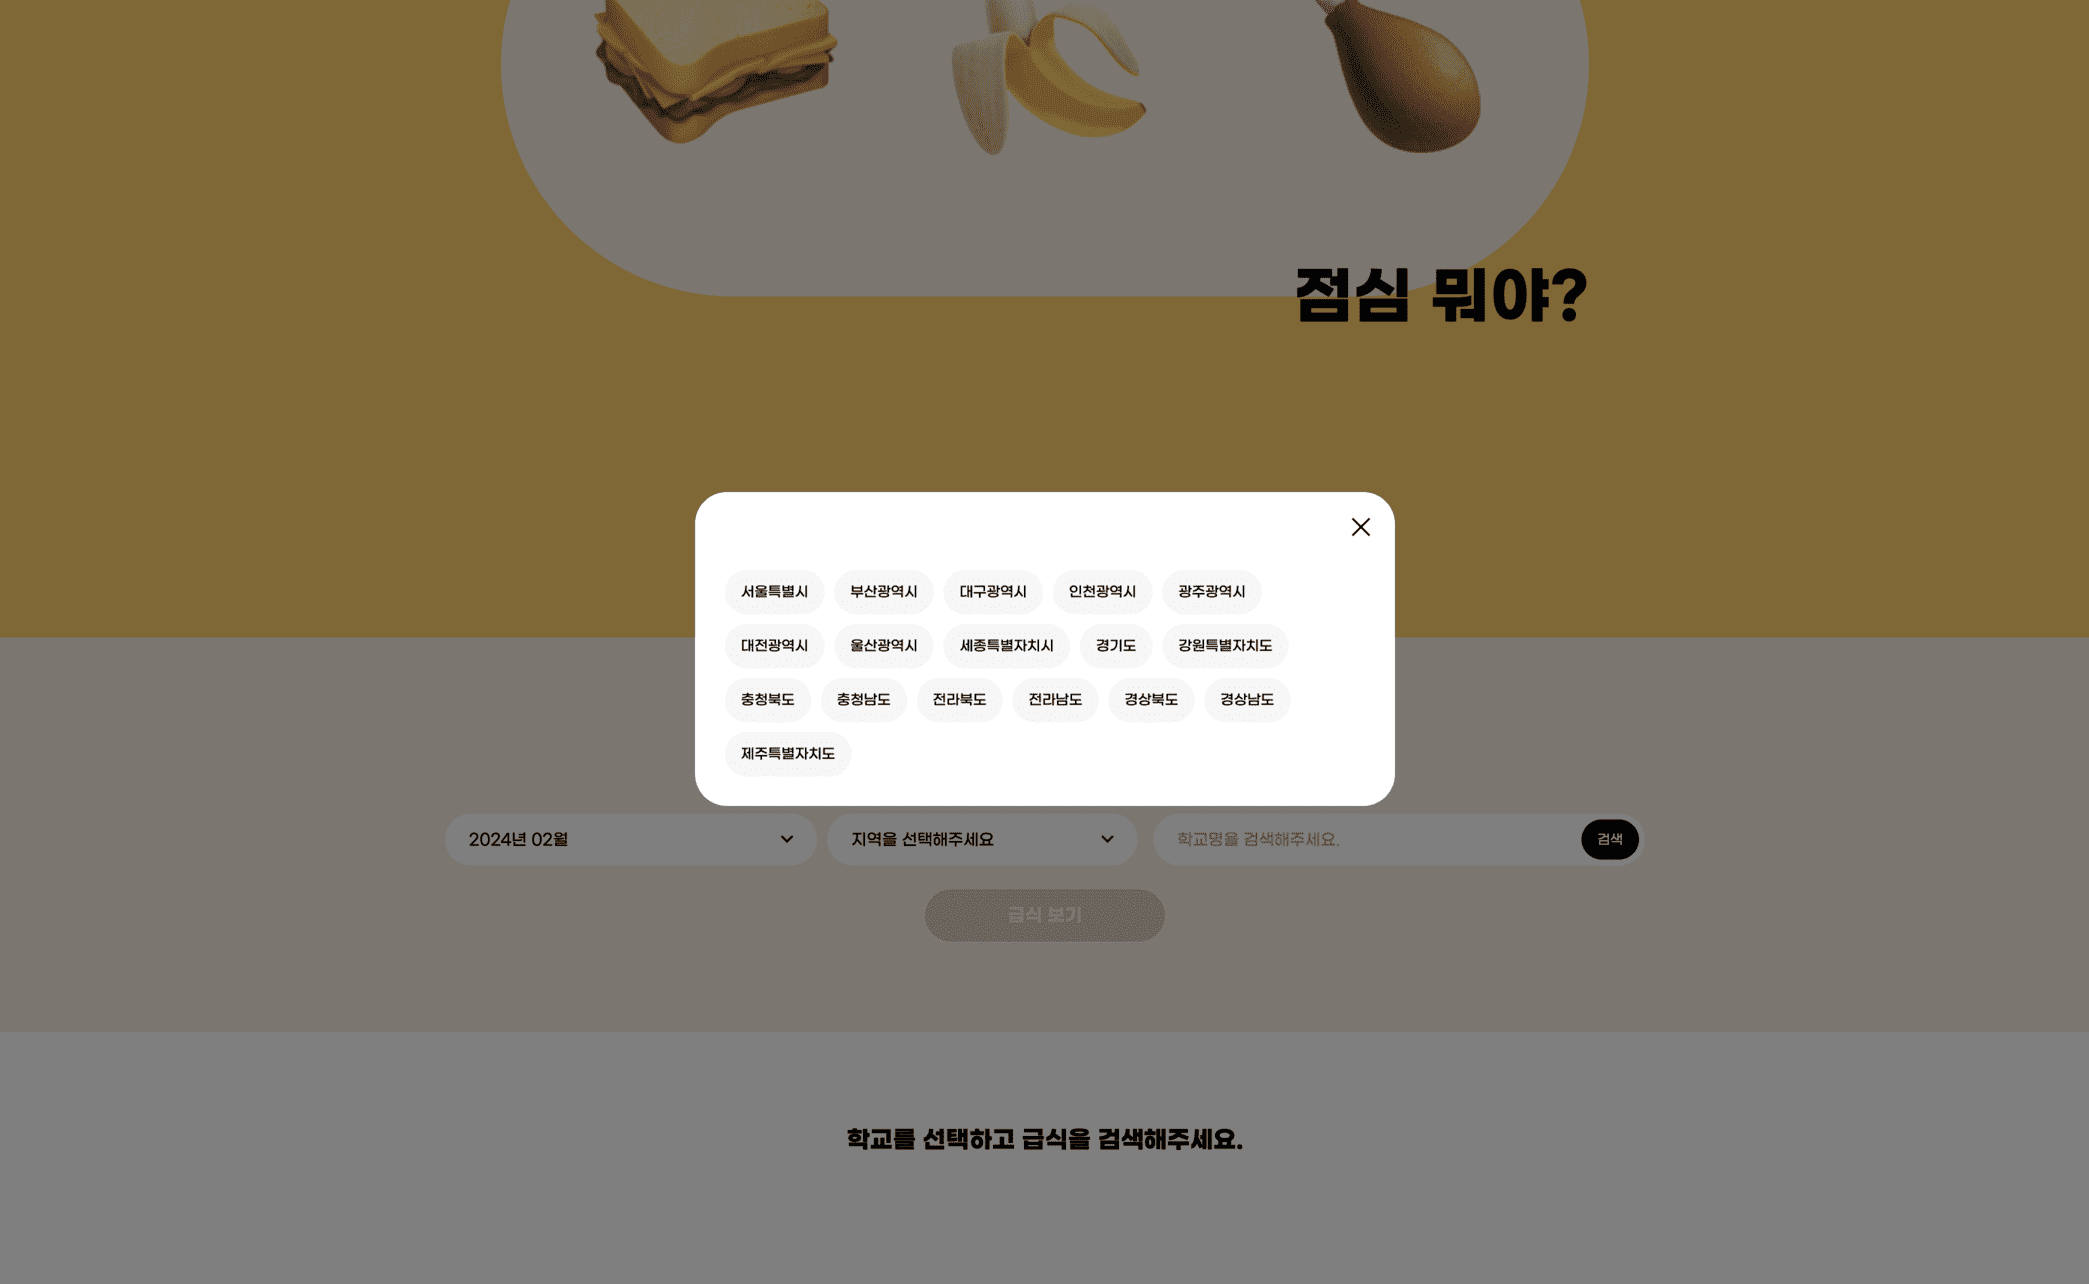 점심 뭐야?
서울특별시 부산광역시 대구광역시 인천광역시 광주광역시
대전광역시 울산광역시 세종특별자치시 경기도 강원특별자치도
충청북도 충청남도 전라북도 전라남도 경상북도 경상남도
제주특별자치도
2024년 02월 지역을 선택해주세요 학교명을 검색해주세요. 검색
급식 보기
학교를 선택하고 급식을 검색해주세요.